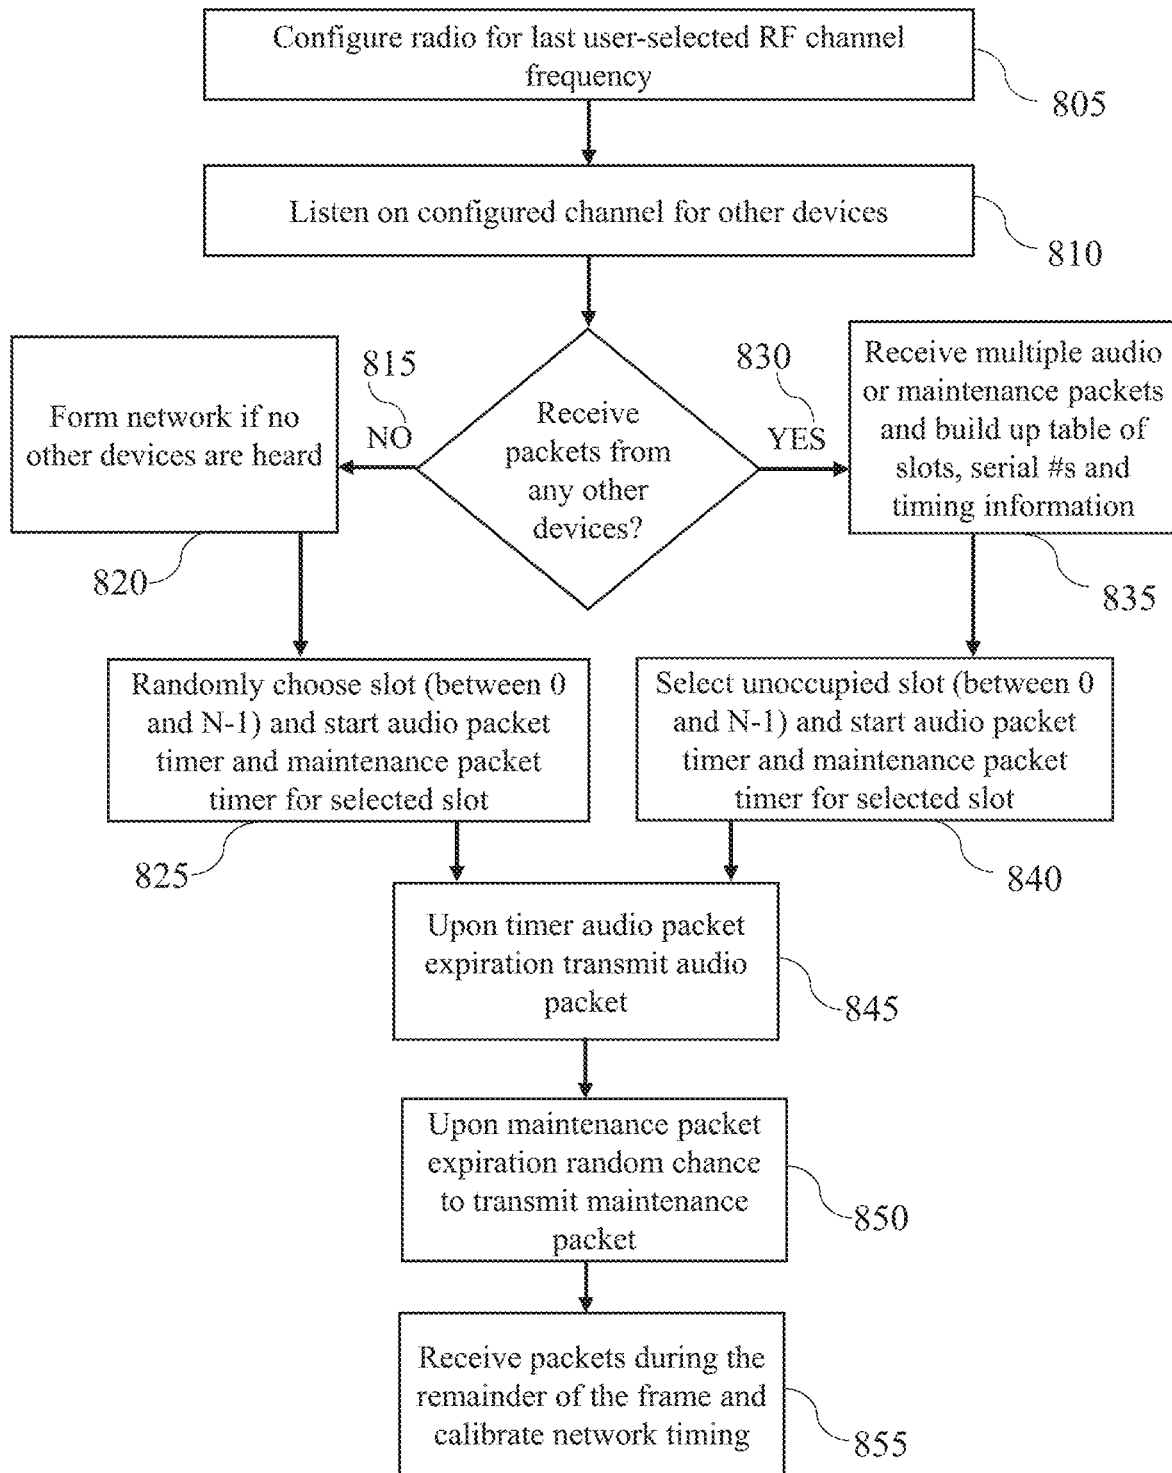 Configure radio for last user-selected RF channel
frequency
805
Listen on configured channel for other devices
810
Form network if no
other devices are heard
820
815
NO
Receive
packets from
any other
devices?
830
YES
Receive multiple audio
or maintenance packets
and build up table of
slots, serial #s and
timing information
835
Randomly choose slot (between 0
and N-1) and start audio packet
timer and maintenance packet
timer for selected slot
825
Select unoccupied slot (between 0
and N-1) and start audio packet
timer and maintenance packet
timer for selected slot
840
Upon timer audio packet
expiration transmit audio
packet
845
Upon maintenance packet
expiration random chance
to transmit maintenance
packet
850
Receive packets during the
remainder of the frame and
calibrate network timing
855